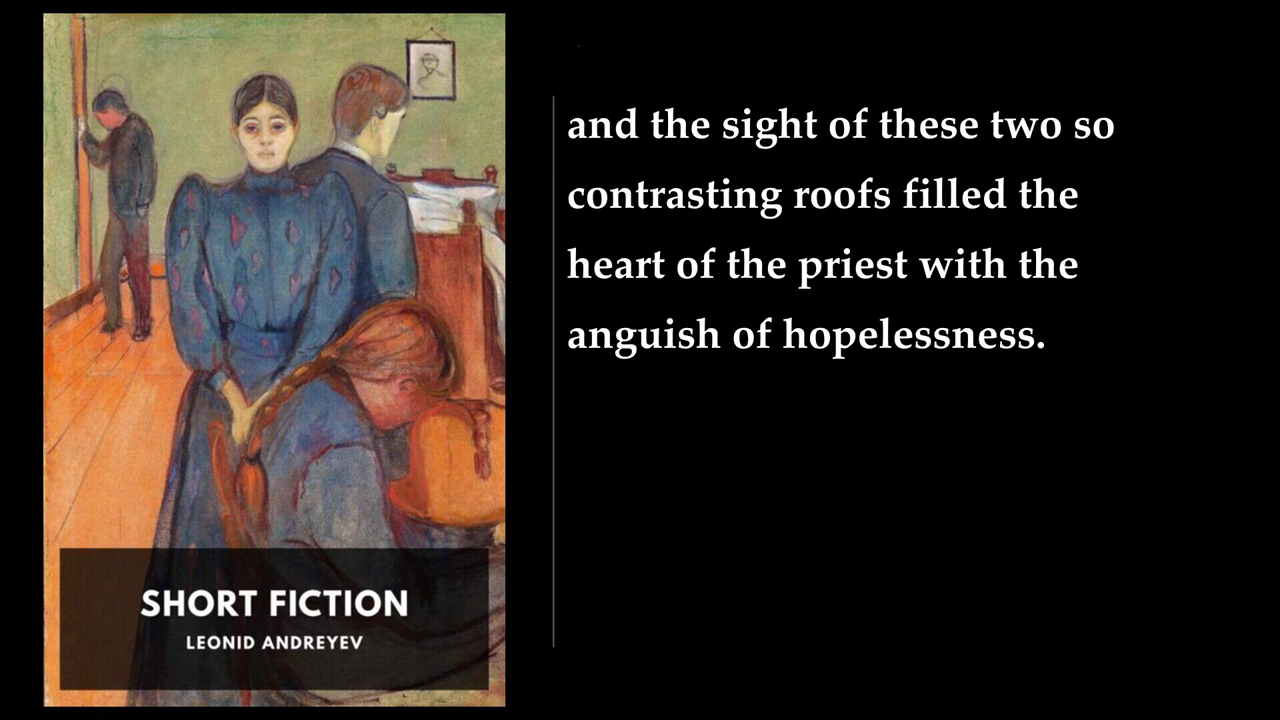 SHORT FICTION
LEONID ANDREYEV
and the sight of these two so
contrasting roofs filled the
heart of the priest with the
anguish of hopelessness.